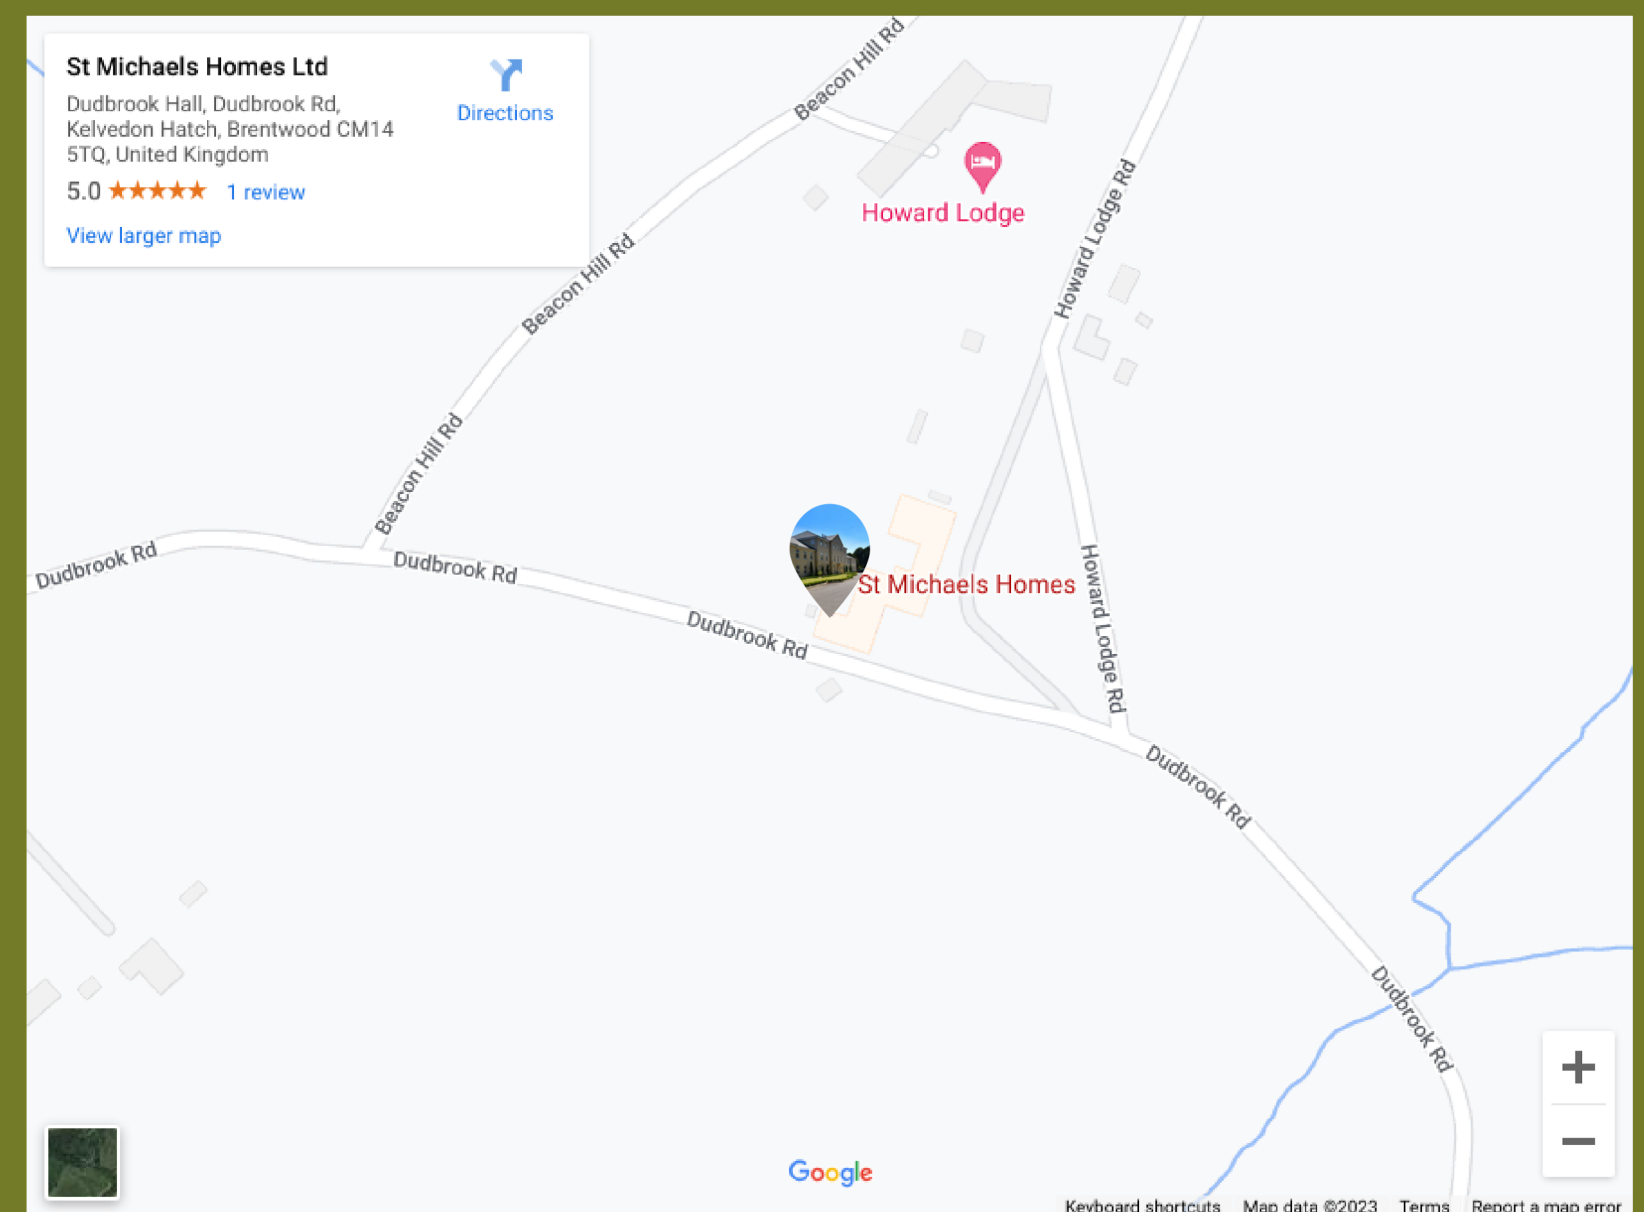 St Michaels Homes Ltd
Directions
Dudbrook Hall, Dudbrook Rd,
Kelvedon Hatch, Brentwood CM14
5TQ, United Kingdom
5.0 ★★★★★ 1 review
View larger map
Beacon Hill Rd
Howard Lodge
Howard Lodge Rd
Beacon Hill Rd
Beacon Hill Rd
Dudbrook Rd
Dudbrook Rd
St Michaels Homes
Howard Lodge Rd
Dudbrook Rd
Dudbrook Rd
Dudbrook Rd
Google
Keyboard shortcuts
Map data ©2023
Terms
Report a map error